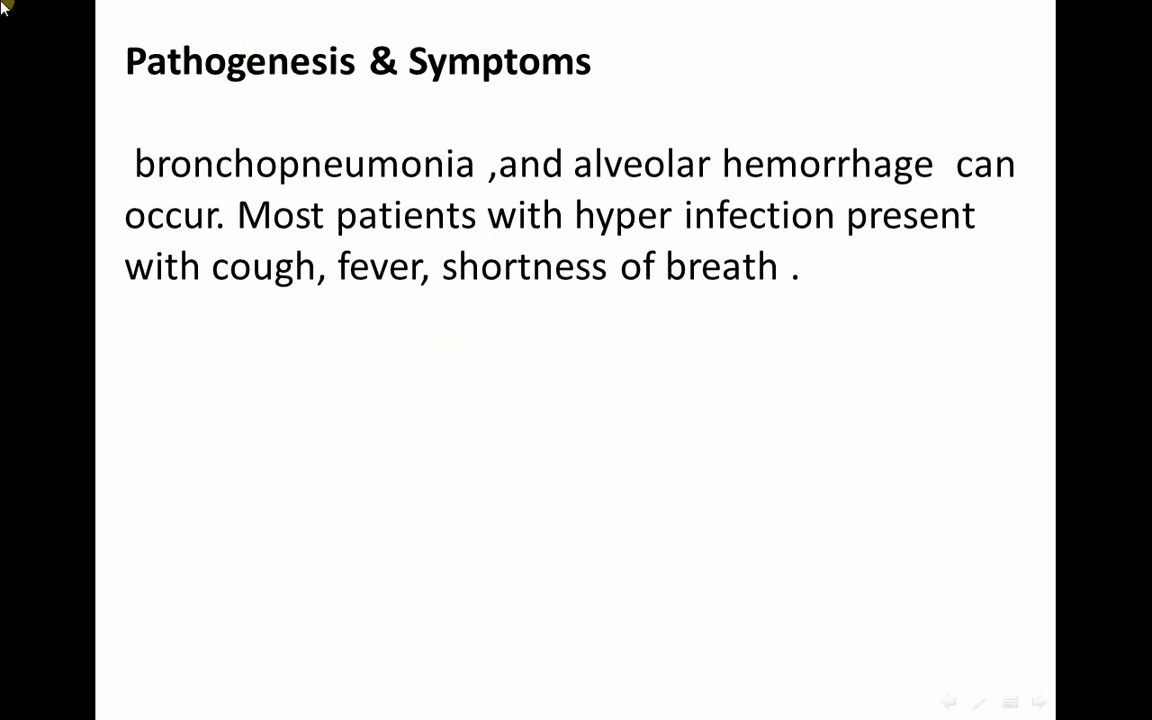 Pathogenesis & Symptoms
bronchopneumonia ,and alveolar hemorrhage can
occur. Most patients with hyper infection present
with cough, fever, shortness of breath .